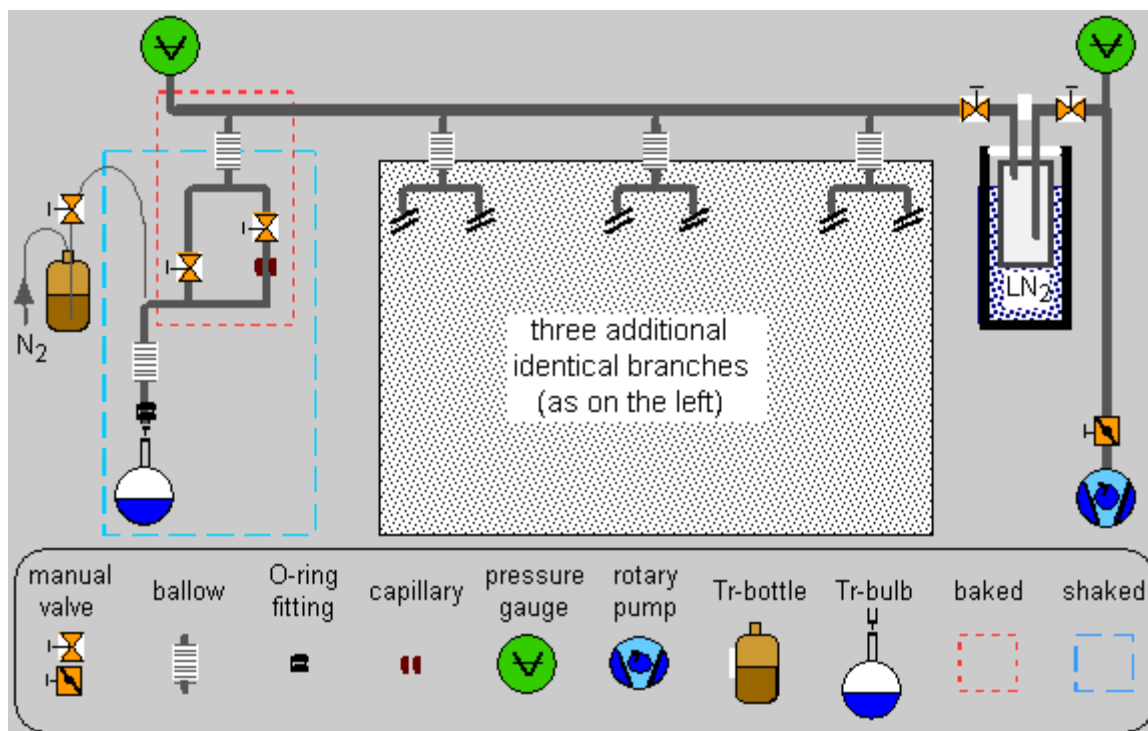 N2
LN2
three additional
identical branches
(as on the left)
manual
valve
ballow
O-ring
fitting
capillary
pressure
gauge
rotary
pump
Tr-bottle
Tr-bulb
baked
shaked